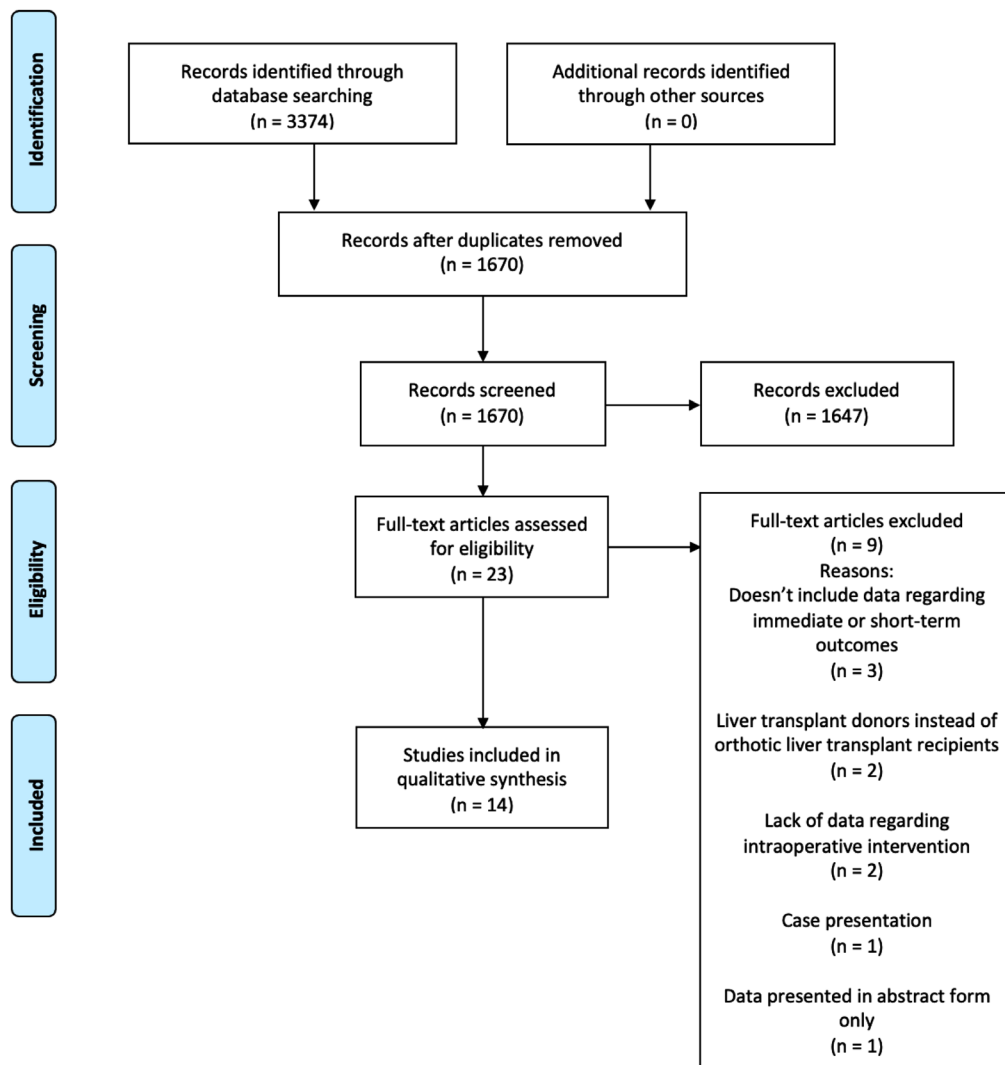 Identification
Records identified through
database searching
(n = 3374)
Additional records identified
through other sources
(n = 0)
Records after duplicates removed
(n = 1670)
Screening
Records screened
(n = 1670)
Records excluded
(n = 1647)
Eligibility
Full-text articles assessed
for eligibility
(n = 23)
Full-text articles excluded
(n = 9)
Reasons:
Doesn’t include data regarding
immediate or short-term
outcomes
(n = 3)
Liver transplant donors instead of
orthotic liver transplant recipients
(n = 2)
Lack of data regarding
intraoperative intervention
(n = 2)
Case presentation
(n = 1)
Data presented in abstract form
only
(n = 1)
Included
Studies included in
qualitative synthesis
(n = 14)